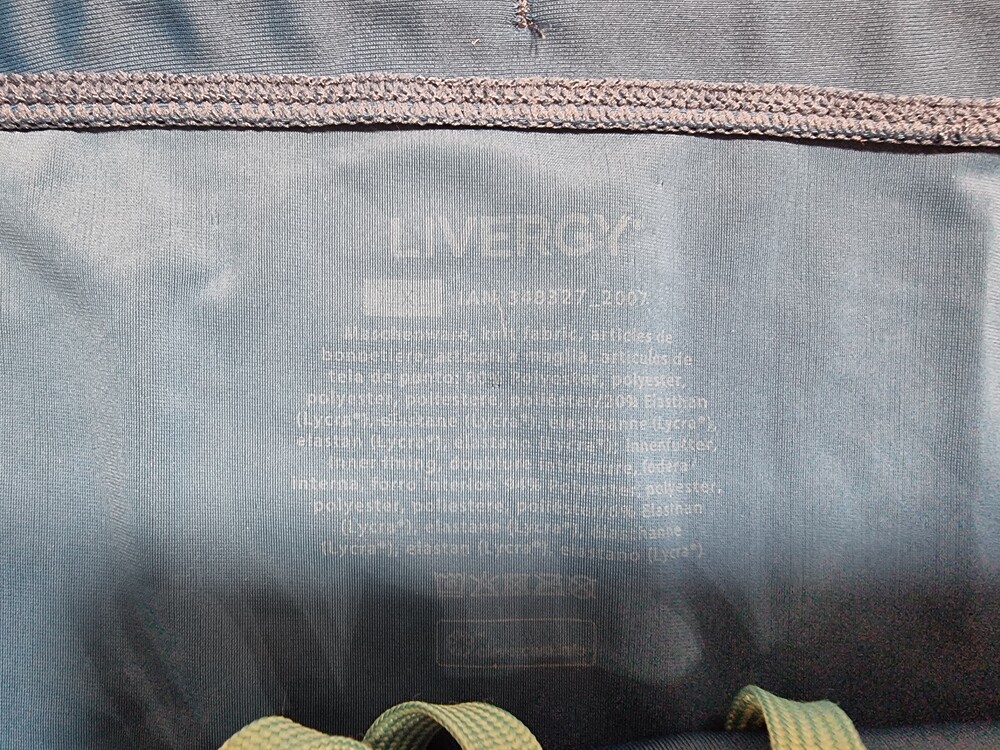 LIVERGY®
IAN 348327_2007
Maschenware, knit fabric, articles de
bonneterie, articoli a maglia, artículos de
tela de punto: 80% Polyester, polyester,
polyester, poliestere, poliéster/20% Elasthan
(Lycra®), elastane (Lycra®), élasthanne (Lycra®),
elastan (Lycra®), elastano (Lycra®); Innenfutter,
inner lining, doublure intérieure, fodera
interna, forro interior: 94% Polyester, polyester,
polyester, poliestere, poliéster/6% Elasthan
(Lycra®), elastane (Lycra®), élasthanne
(Lycra®), elastan (Lycra®), elastano (Lycra®)